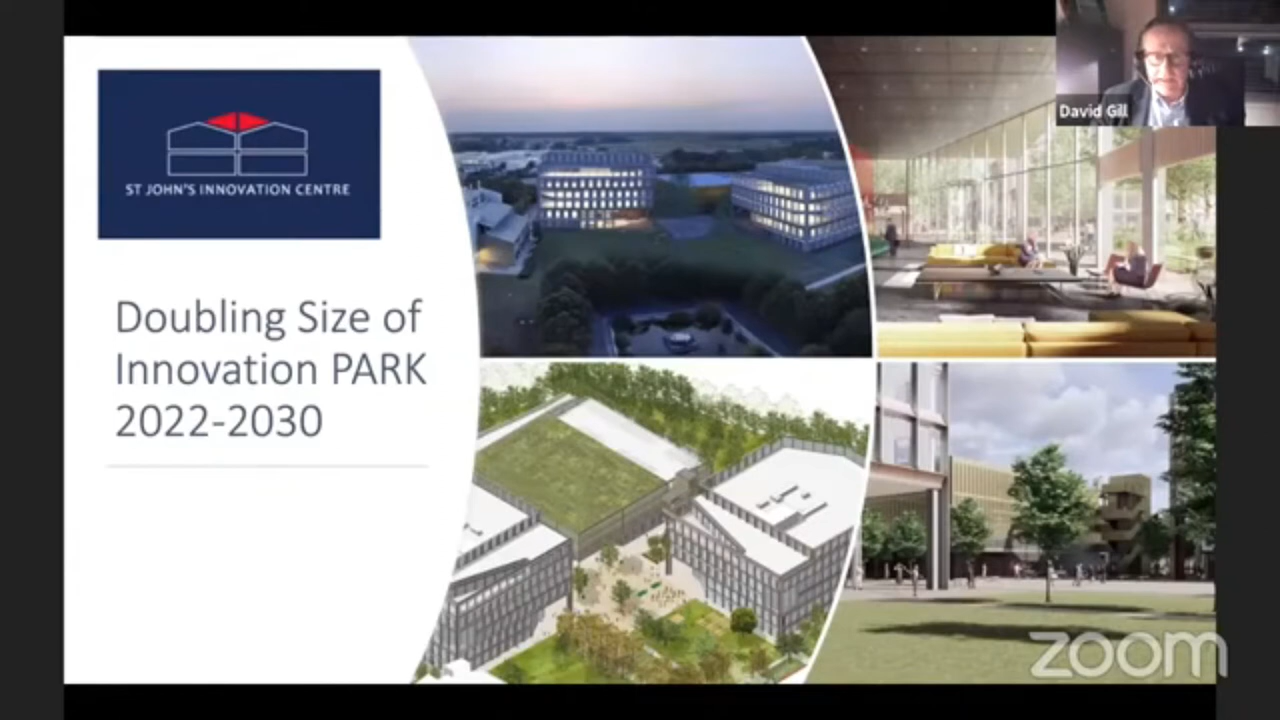 ST JOHN'S INNOVATION CENTRE
Doubling Size of
Innovation PARK
2022-2030
David Gill
zoom